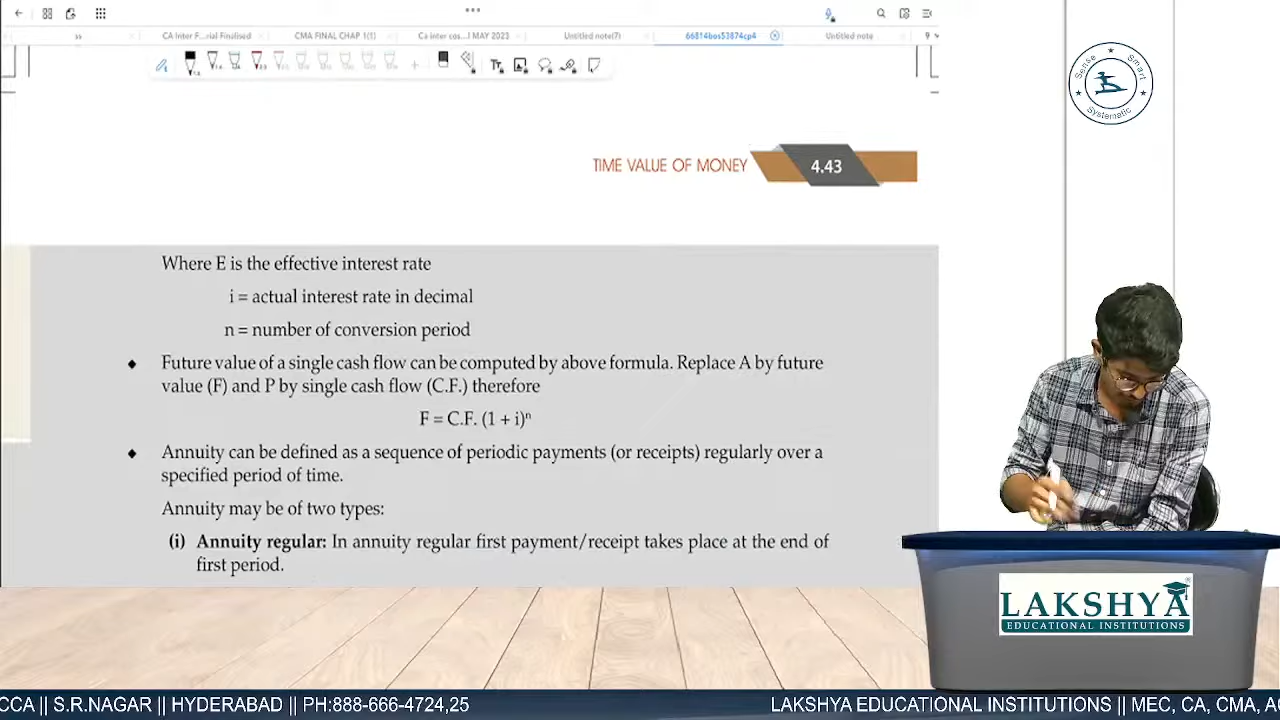 CA Inter F...rial Finalised
CMA FINAL CHAP 1(1)
Ca inter cos...I MAY 2023
Untitled note(7)
66814bos53874cp4
Untitled note
9
Sense
Smart
Systematic
TIME VALUE OF MONEY
4.43
Where E is the effective interest rate
i = actual interest rate in decimal
n = number of conversion period
♦ Future value of a single cash flow can be computed by above formula. Replace A by future
value (F) and P by single cash flow (C.F.) therefore
F = C.F. (1 + i)ⁿ
♦ Annuity can be defined as a sequence of periodic payments (or receipts) regularly over a
specified period of time.
Annuity may be of two types:
(i) Annuity regular: In annuity regular first payment/receipt takes place at the end of
first period.
LAKSHYA
EDUCATIONAL INSTITUTIONS
CCA || S.R.NAGAR || HYDERABAD || PH:888-666-4724,25
LAKSHYA EDUCATIONAL INSTITUTIONS || MEC, CA, CMA, A